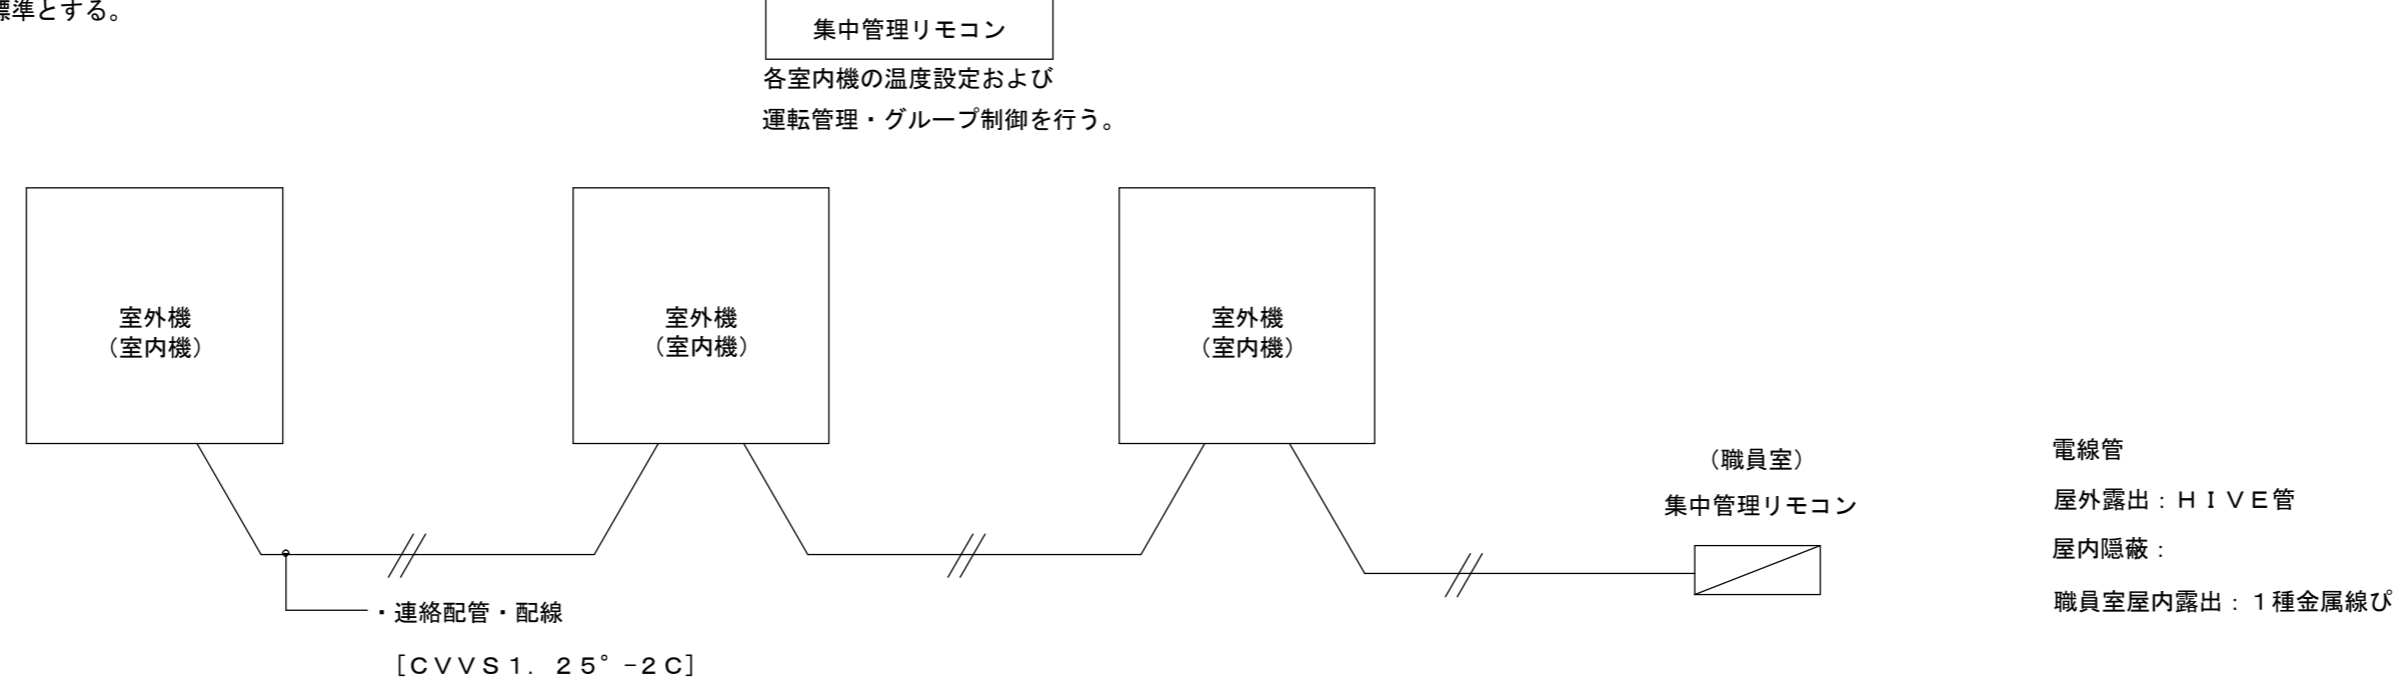 標準とする。
集中管理リモコン
各室内機の温度設定および
運転管理・グループ制御を行う。
室外機
（室内機）
室外機
（室内機）
室外機
（室内機）
（職員室）
集中管理リモコン
電線管
屋外露出：ＨＩＶＥ管
屋内隠蔽：
職員室屋内露出：１種金属線ぴ
・連絡配管・配線
［ＣＶＶＳ１．２５°－２Ｃ］